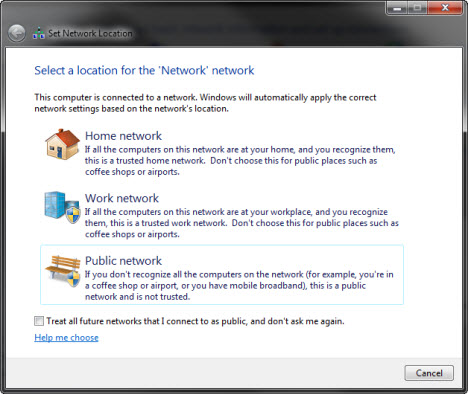 Set Network Location
Select a location for the 'Network' network
This computer is connected to a network. Windows will automatically apply the correct
network settings based on the network's location.
Home network
If all the computers on this network are at your home, and you recognize them,
this is a trusted home network. Don't choose this for public places such as
coffee shops or airports.
Work network
If all the computers on this network are at your workplace, and you recognize
them, this is a trusted work network. Don't choose this for public places such as
coffee shops or airports.
Public network
If you don't recognize all the computers on the network (for example, you're in
a coffee shop or airport, or you have mobile broadband), this is a public
network and is not trusted.
Treat all future networks that I connect to as public, and don't ask me again.
Help me choose
Cancel